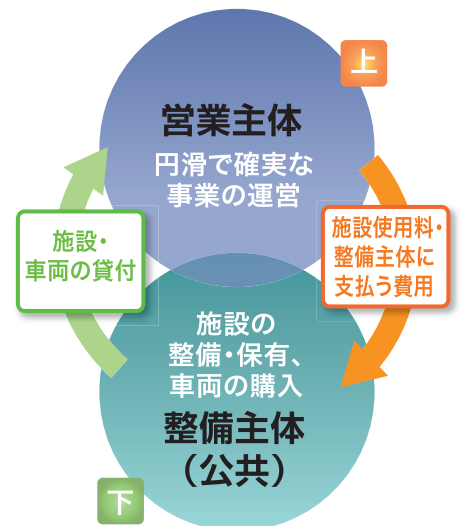 上
営業主体
円滑で確実な
事業の運営
施設・
車両の貸付
施設使用料・
整備主体に
支払う費用
施設の
整備・保有、
車両の購入
整備主体
（公共）
下